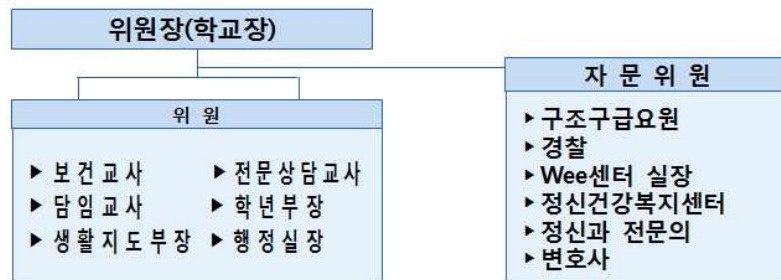 위원장(학교장)
위 원
▶ 보건교사 ▶ 전문상담교사
▶ 담임교사 ▶ 학년부장
▶ 생활지도부장 ▶ 행정실장
자 문 위 원
▶ 구조구급요원
▶ 경찰
▶ Wee센터 실장
▶ 정신건강복지센터
▶ 정신과 전문의
▶ 변호사